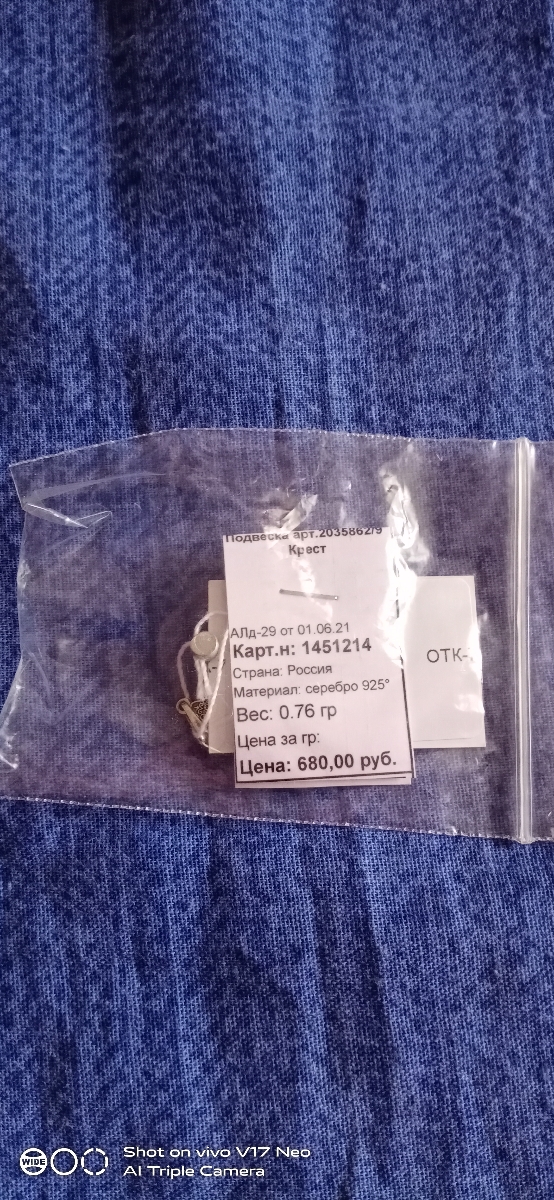 Подвеска арт.2035862/9
Крест
АЛд-29 от 01.06.21
Карт.н: 1451214
Страна: Россия
Материал: серебро 925°
Вес: 0.76 гр
Цена за гр:
Цена: 680,00 руб.
ОТК-
WIDE
Shot on vivo V17 Neo
AI Triple Camera